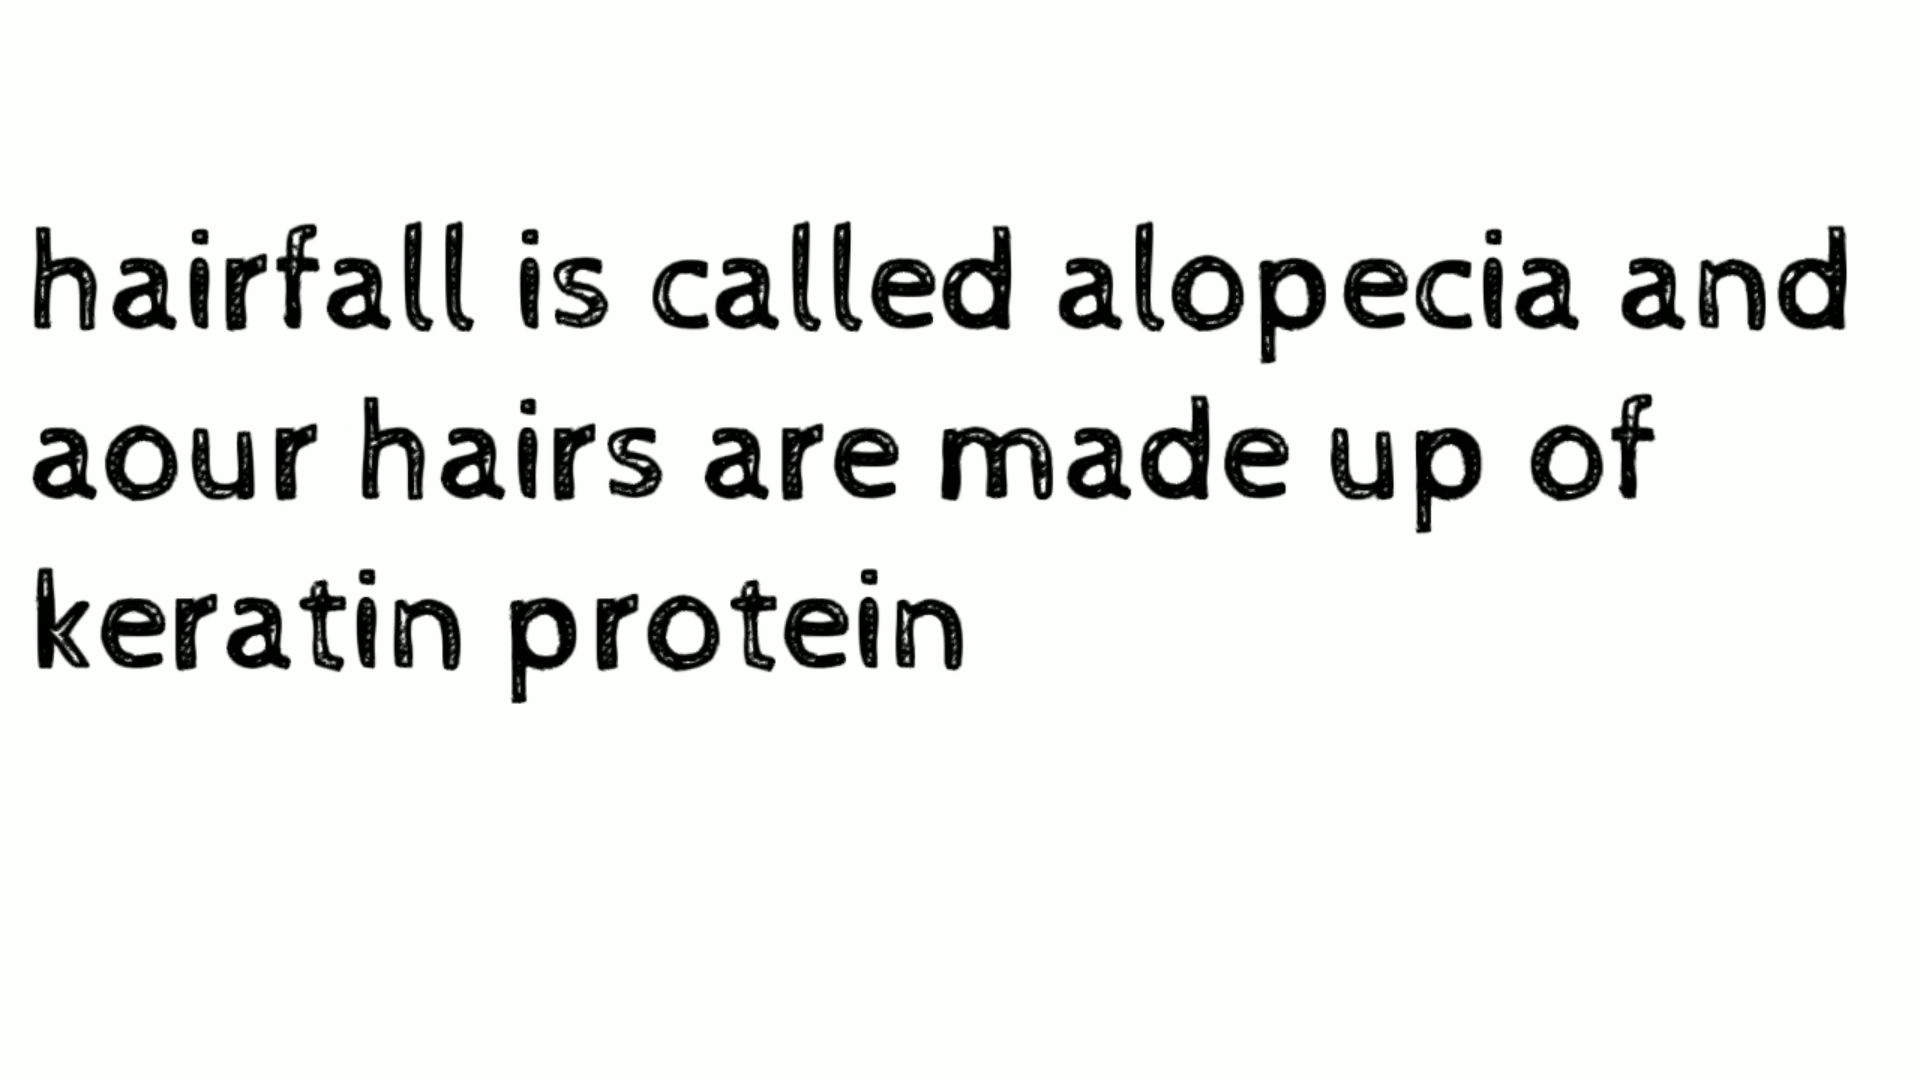 hairfall is called alopecia and
aour hairs are made up of
keratin protein